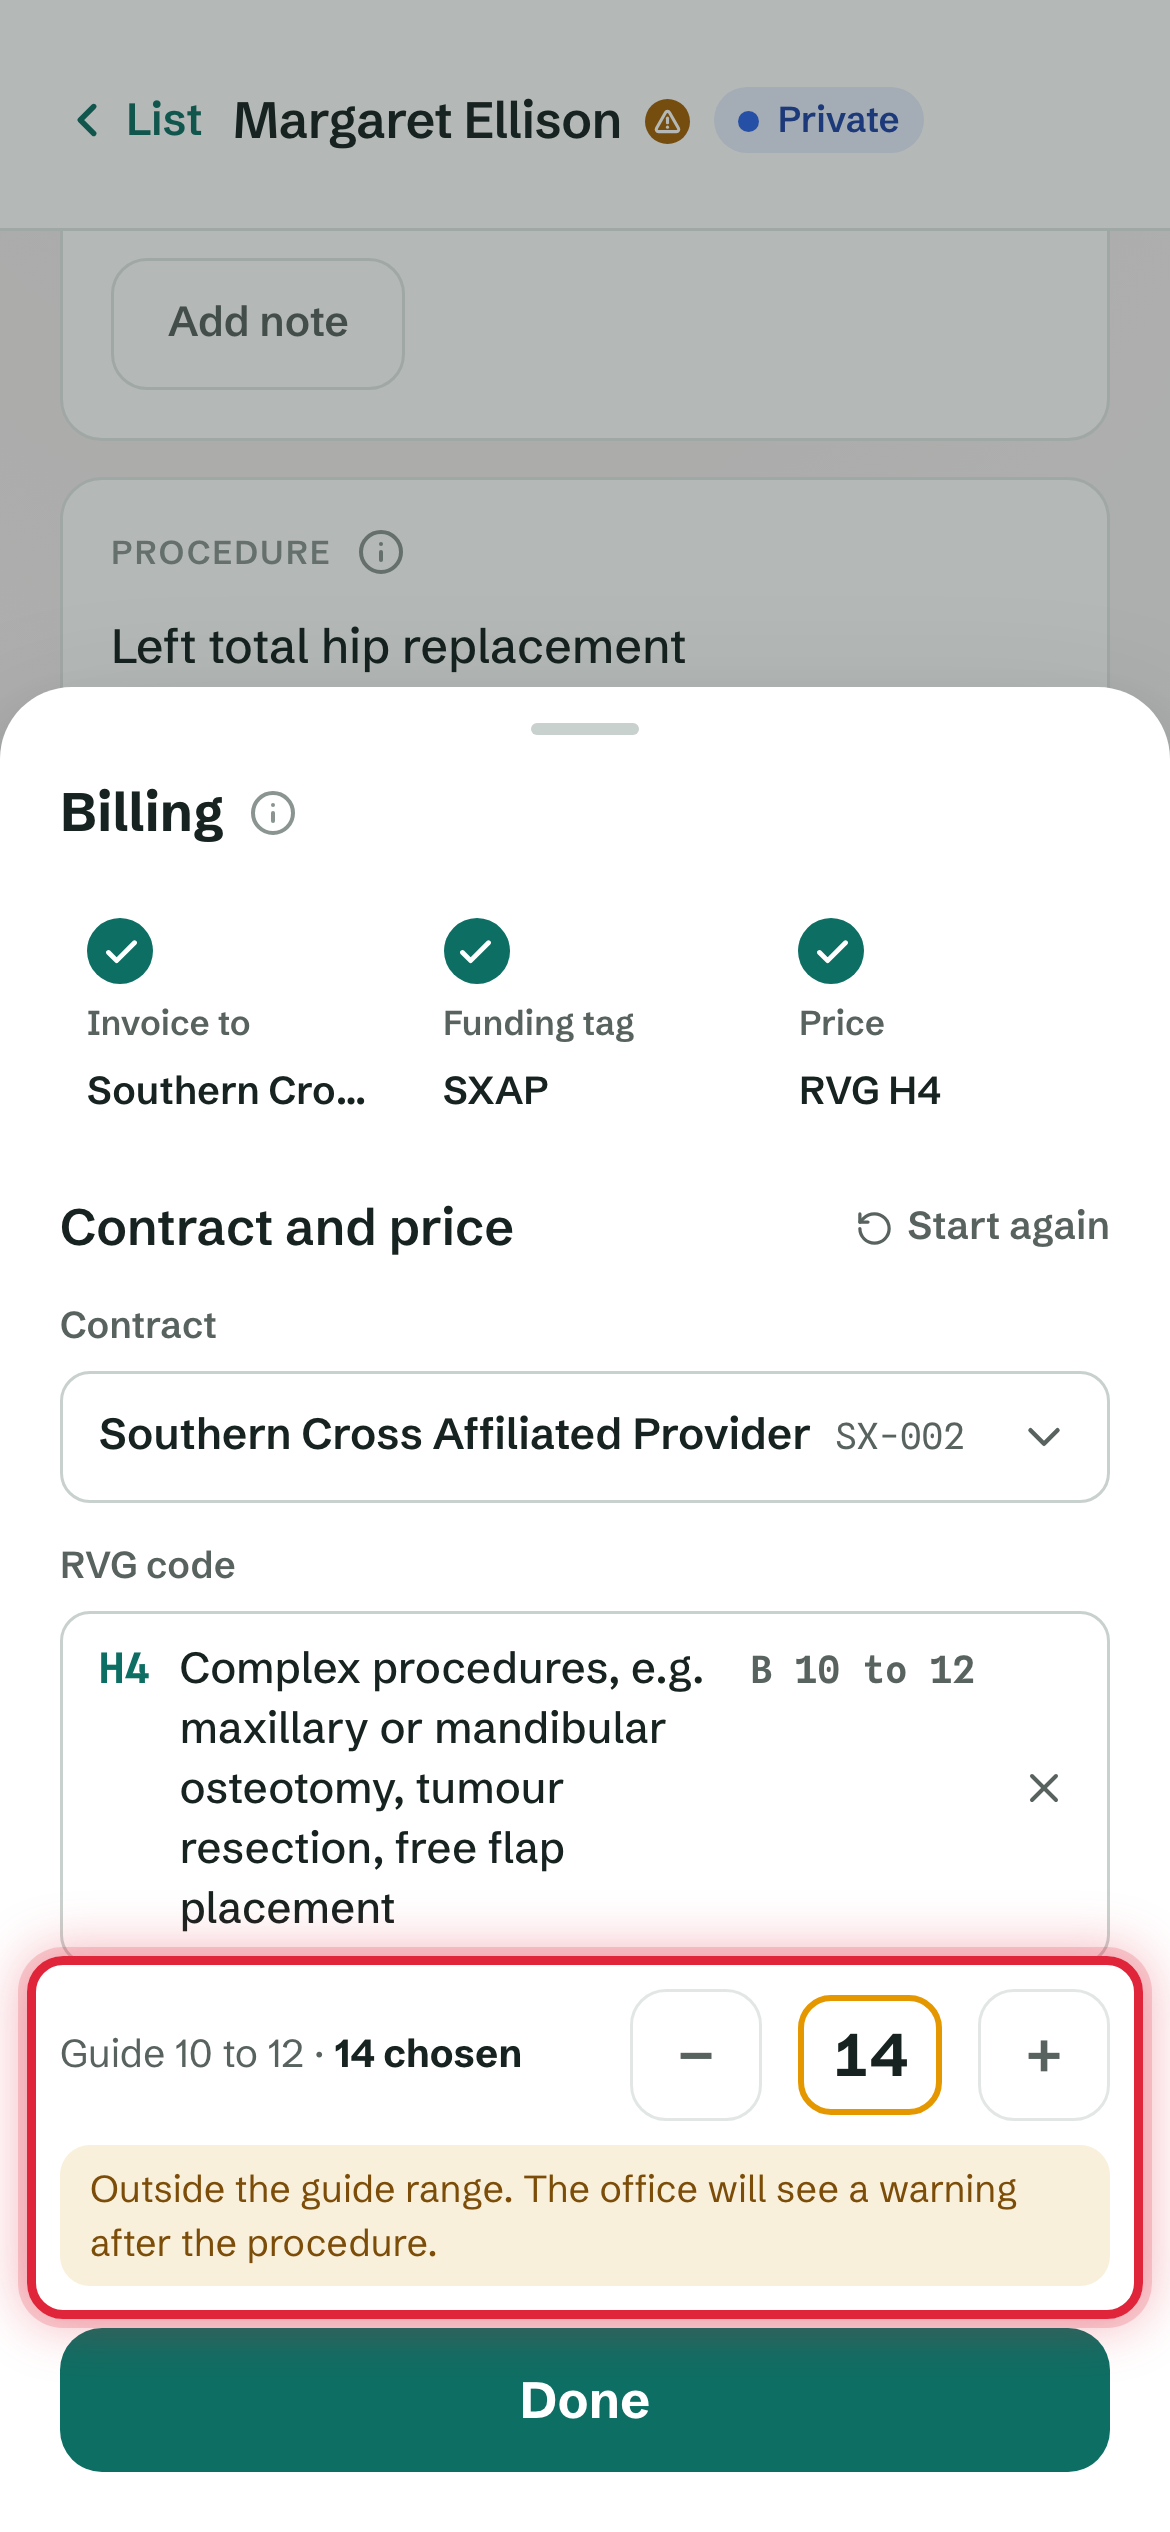 List Margaret Ellison Private
Add note
PROCEDURE
Left total hip replacement
Billing
Invoice to Funding tag Price
Southern Cro... SXAP RVG H4
Contract and price Start again
Contract
Southern Cross Affiliated Provider SX-002
RVG code
H4 Complex procedures, e.g. B 10 to 12
maxillary or mandibular
osteotomy, tumour
resection, free flap
placement
Guide 10 to 12 · 14 chosen − 14 +
Outside the guide range. The office will see a warning
after the procedure.
Done